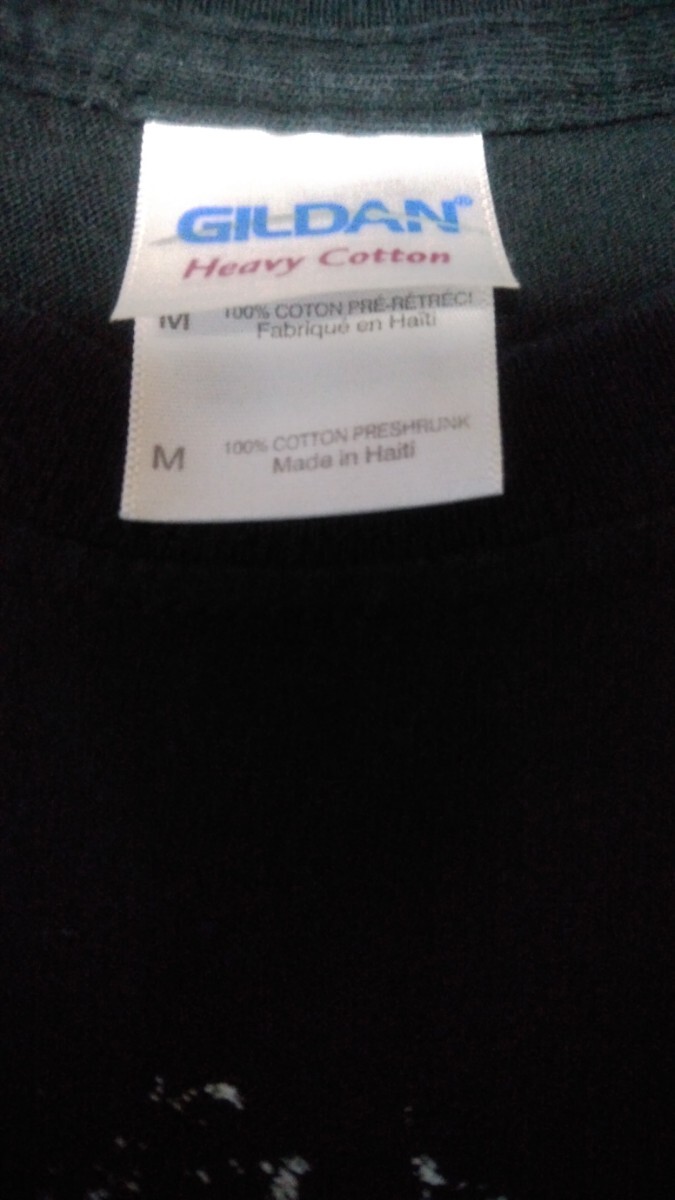 GILDAN®
Heavy Cotton
M 100% COTON PRÉ-RÉTRÉCI
Fabriqué en Haïti
M 100% COTTON PRESHRUNK
Made in Haiti